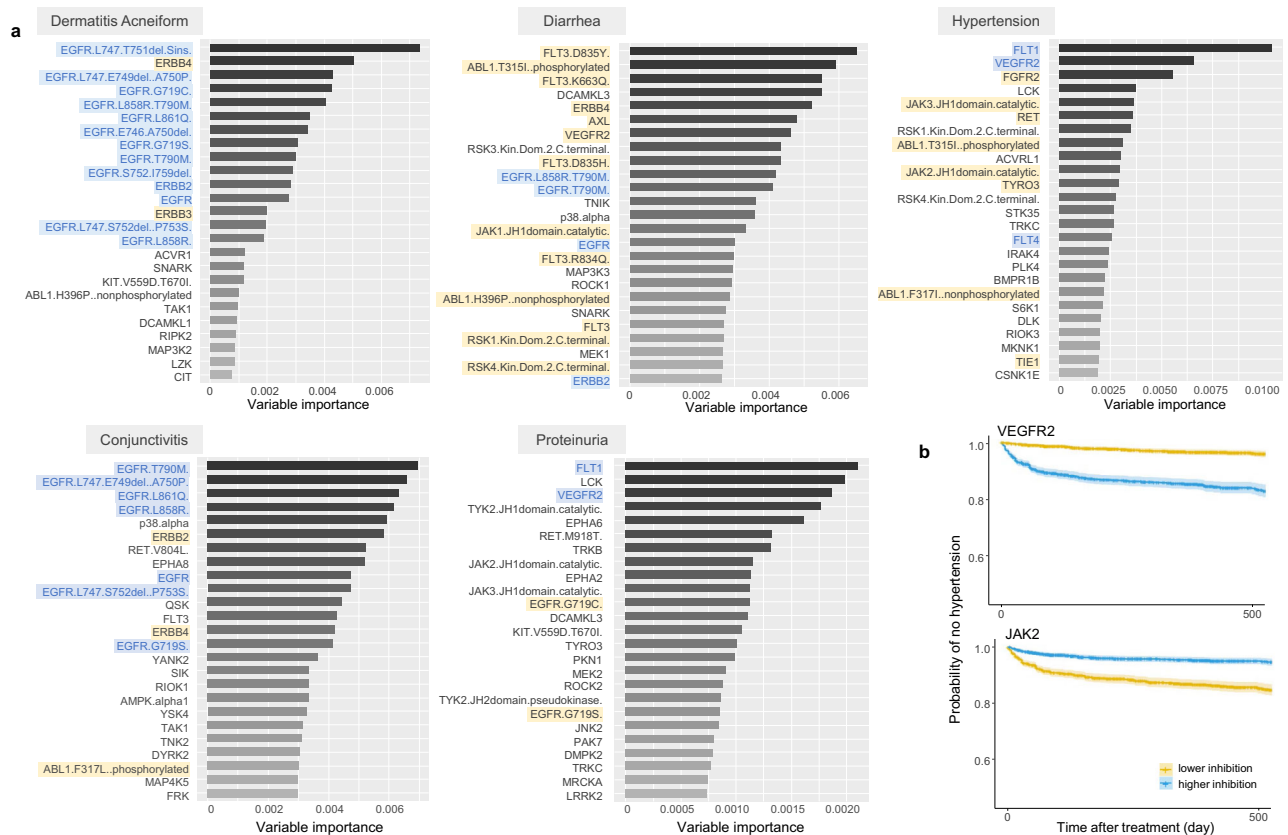 a
Dermatitis Acneiform
EGFR.L747.T751del.Sins.
ERBB4
EGFR.L747.E749del..A750P.
EGFR.G719C.
EGFR.L858R.T790M.
EGFR.L861Q.
EGFR.E746.A750del.
EGFR.G719S.
EGFR.T790M.
EGFR.S752.I759del.
ERBB2
EGFR
ERBB3
EGFR.L747.S752del..P753S.
EGFR.L858R.
ACVR1
SNARK
KIT.V559D.T670I.
ABL1.H396P..nonphosphorylated
TAK1
DCAMKL1
RIPK2
MAP3K2
LZK
CIT
0 0.002 0.004 0.006
Variable importance
Diarrhea
FLT3.D835Y.
ABL1.T315I..phosphorylated
FLT3.K663Q.
DCAMKL3
ERBB4
AXL
VEGFR2
RSK3.Kin.Dom.2.C.terminal.
FLT3.D835H.
EGFR.L858R.T790M.
EGFR.T790M.
TNIK
p38.alpha
JAK1.JH1domain.catalytic.
EGFR
FLT3.R834Q.
MAP3K3
ROCK1
ABL1.H396P..nonphosphorylated
SNARK
FLT3
RSK1.Kin.Dom.2.C.terminal.
MEK1
RSK4.Kin.Dom.2.C.terminal.
ERBB2
0 0.002 0.004 0.006
Variable importance
Hypertension
FLT1
VEGFR2
FGFR2
LCK
JAK3.JH1domain.catalytic.
RET
RSK1.Kin.Dom.2.C.terminal.
ABL1.T315I..phosphorylated
ACVRL1
JAK2.JH1domain.catalytic.
TYRO3
RSK4.Kin.Dom.2.C.terminal.
STK35
TRKC
FLT4
IRAK4
PLK4
BMPR1B
ABL1.F317I..nonphosphorylated
S6K1
DLK
RIOK3
MKNK1
TIE1
CSNK1E
0 0.0025 0.0050 0.0075 0.0100
Variable importance
Conjunctivitis
EGFR.T790M.
EGFR.L747.E749del..A750P.
EGFR.L861Q.
EGFR.L858R.
p38.alpha
ERBB2
RET.V804L.
EPHA8
EGFR
EGFR.L747.S752del..P753S.
QSK
FLT3
ERBB4
EGFR.G719S.
YANK2
SIK
RIOK1
AMPK.alpha1
YSK4
TAK1
TNK2
DYRK2
ABL1.F317L..phosphorylated
MAP4K5
FRK
0 0.002 0.004 0.006
Variable importance
Proteinuria
FLT1
LCK
VEGFR2
TYK2.JH1domain.catalytic.
EPHA6
RET.M918T.
TRKB
JAK2.JH1domain.catalytic.
EPHA2
JAK3.JH1domain.catalytic.
EGFR.G719C.
DCAMKL3
KIT.V559D.T670I.
TYRO3
PKN1
MEK2
ROCK2
TYK2.JH2domain.pseudokinase.
EGFR.G719S.
JNK2
PAK7
DMPK2
TRKC
MRCKA
LRRK2
0 0.0005 0.0010 0.0015 0.0020
Variable importance
b
VEGFR2
1.0
0.8
0.6
0 500
Probability of no hypertension
JAK2
1.0
0.8
0.6
lower inhibition
higher inhibition
0 500
Time after treatment (day)